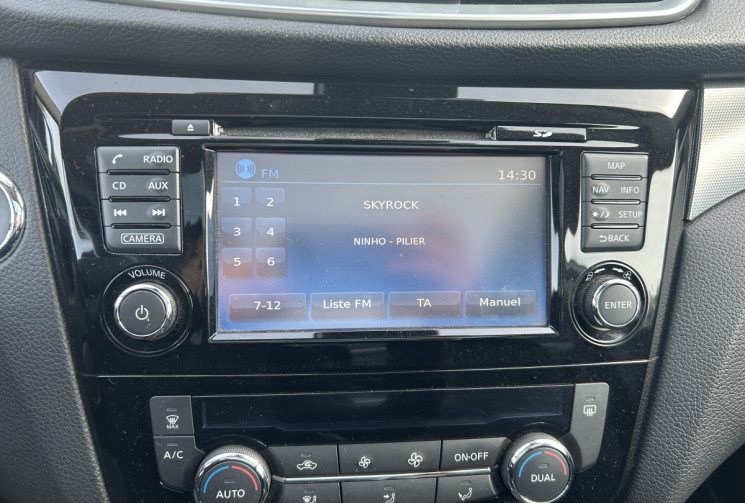 SD
RADIO
CD AUX
CAMERA
VOLUME
FM 14:30
1 2
3 4
5 6
SKYROCK
NINHO - PILIER
7-12 Liste FM TA Manuel
MAP
NAV INFO
SETUP
BACK
ENTER
MAX
A/C
AUTO
ON·OFF
DUAL